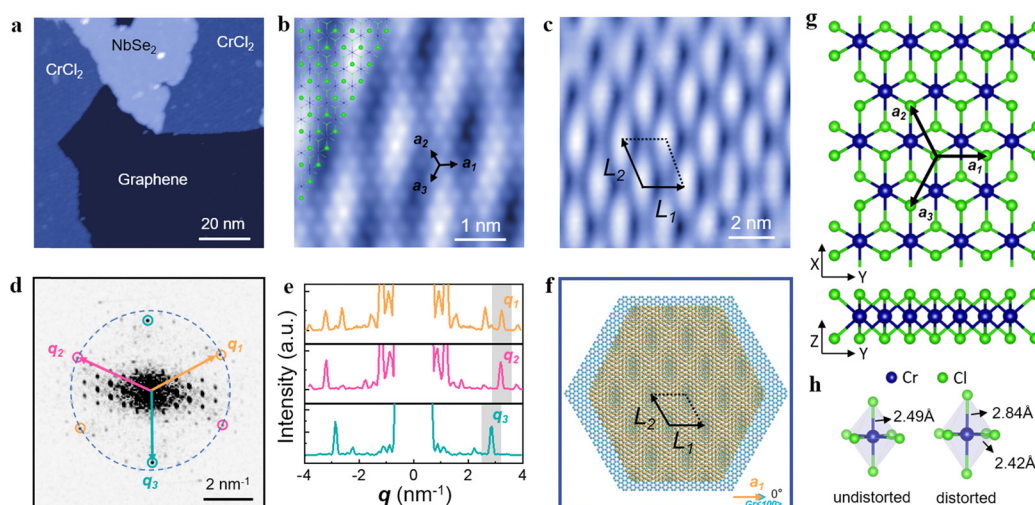 a
NbSe2
CrCl2
CrCl2
Graphene
20 nm
b
a2
a1
a3
1 nm
c
L2
L1
2 nm
g
a2
a1
a3
X
Y
Z
Y
Cr
Cl
d
q2
q1
q3
2 nm-1
e
Intensity (a.u.)
q1
q2
q3
-4 -2 0 2 4
q (nm-1)
f
L2
L1
a1
0°
Gr<100>
h
2.49Å
2.84Å
2.42Å
undistorted
distorted